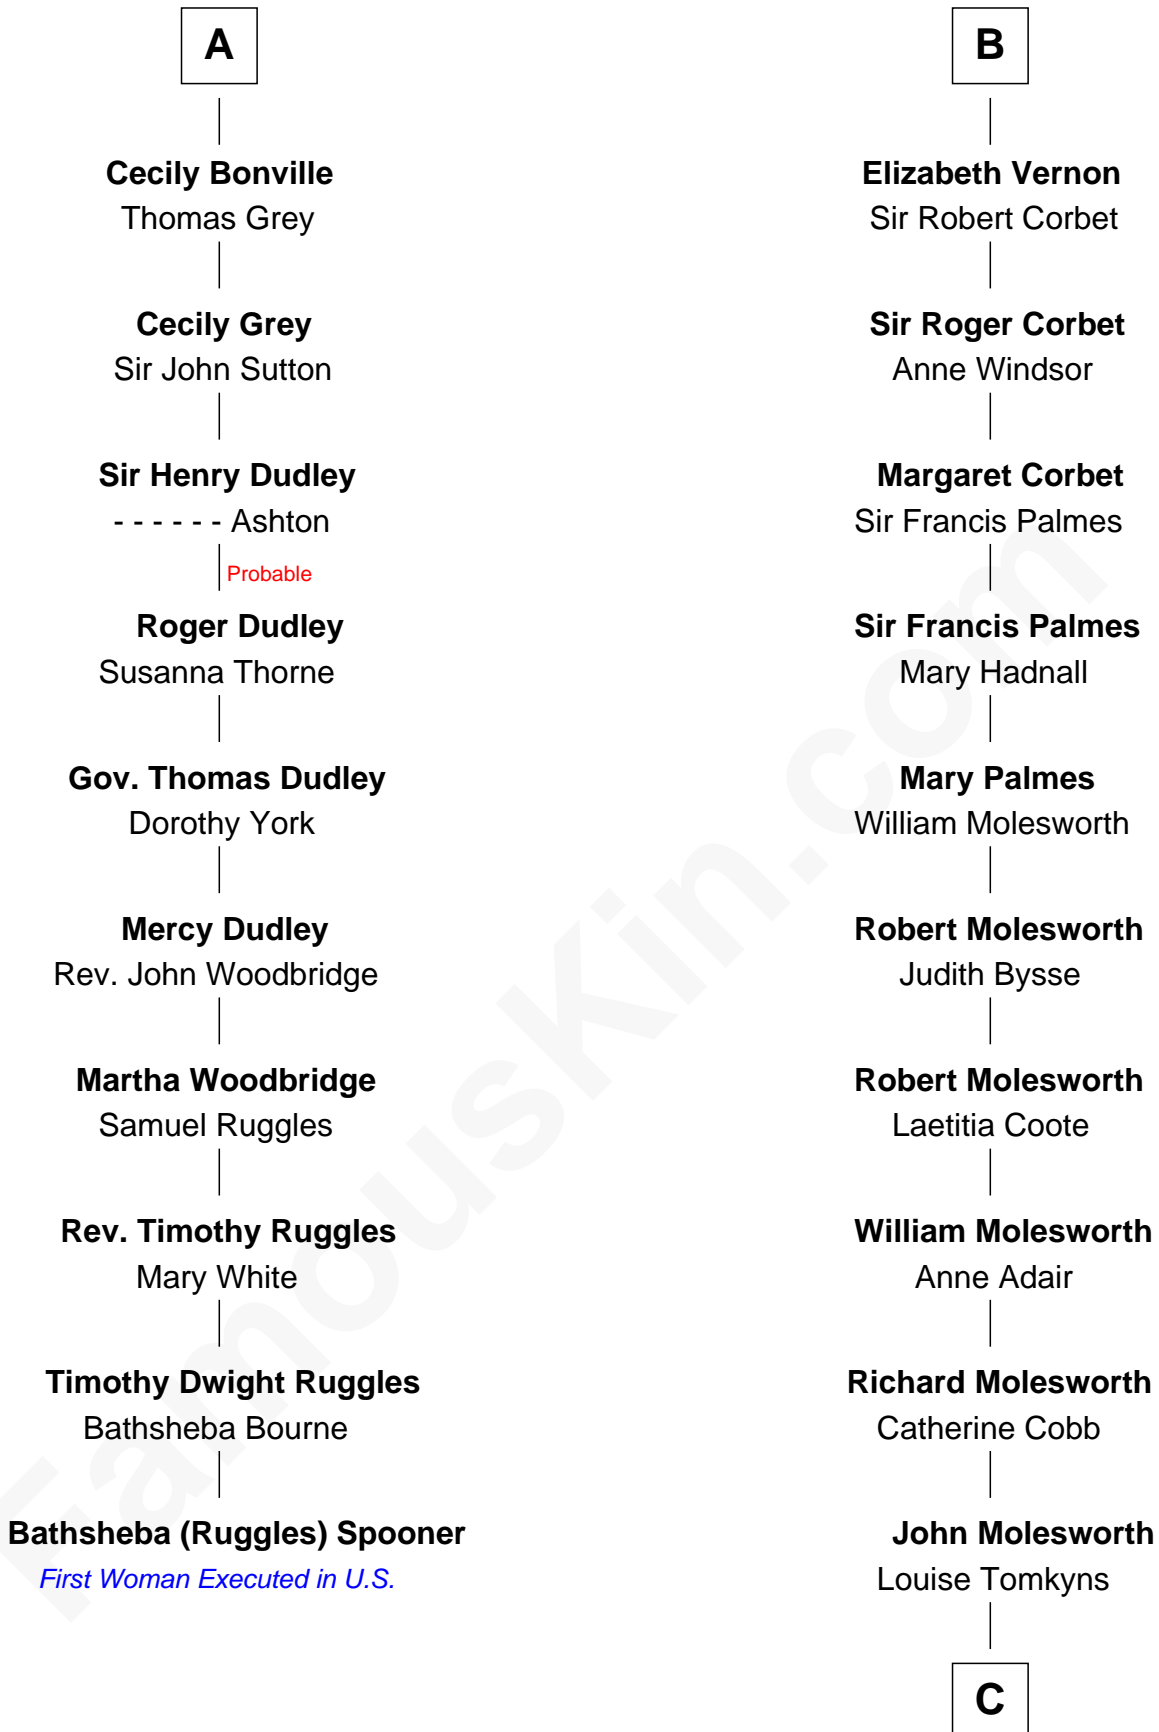 A
Cecily Bonville
Thomas Grey
Cecily Grey
Sir John Sutton
Sir Henry Dudley
- - - - - - Ashton
Probable
Roger Dudley
Susanna Thorne
Gov. Thomas Dudley
Dorothy York
Mercy Dudley
Rev. John Woodbridge
Martha Woodbridge
Samuel Ruggles
Rev. Timothy Ruggles
Mary White
Timothy Dwight Ruggles
Bathsheba Bourne
Bathsheba (Ruggles) Spooner
First Woman Executed in U.S.
B
Elizabeth Vernon
Sir Robert Corbet
Sir Roger Corbet
Anne Windsor
Margaret Corbet
Sir Francis Palmes
Sir Francis Palmes
Mary Hadnall
Mary Palmes
William Molesworth
Robert Molesworth
Judith Bysse
Robert Molesworth
Laetitia Coote
William Molesworth
Anne Adair
Richard Molesworth
Catherine Cobb
John Molesworth
Louise Tomkyns
C
FamousKin.com